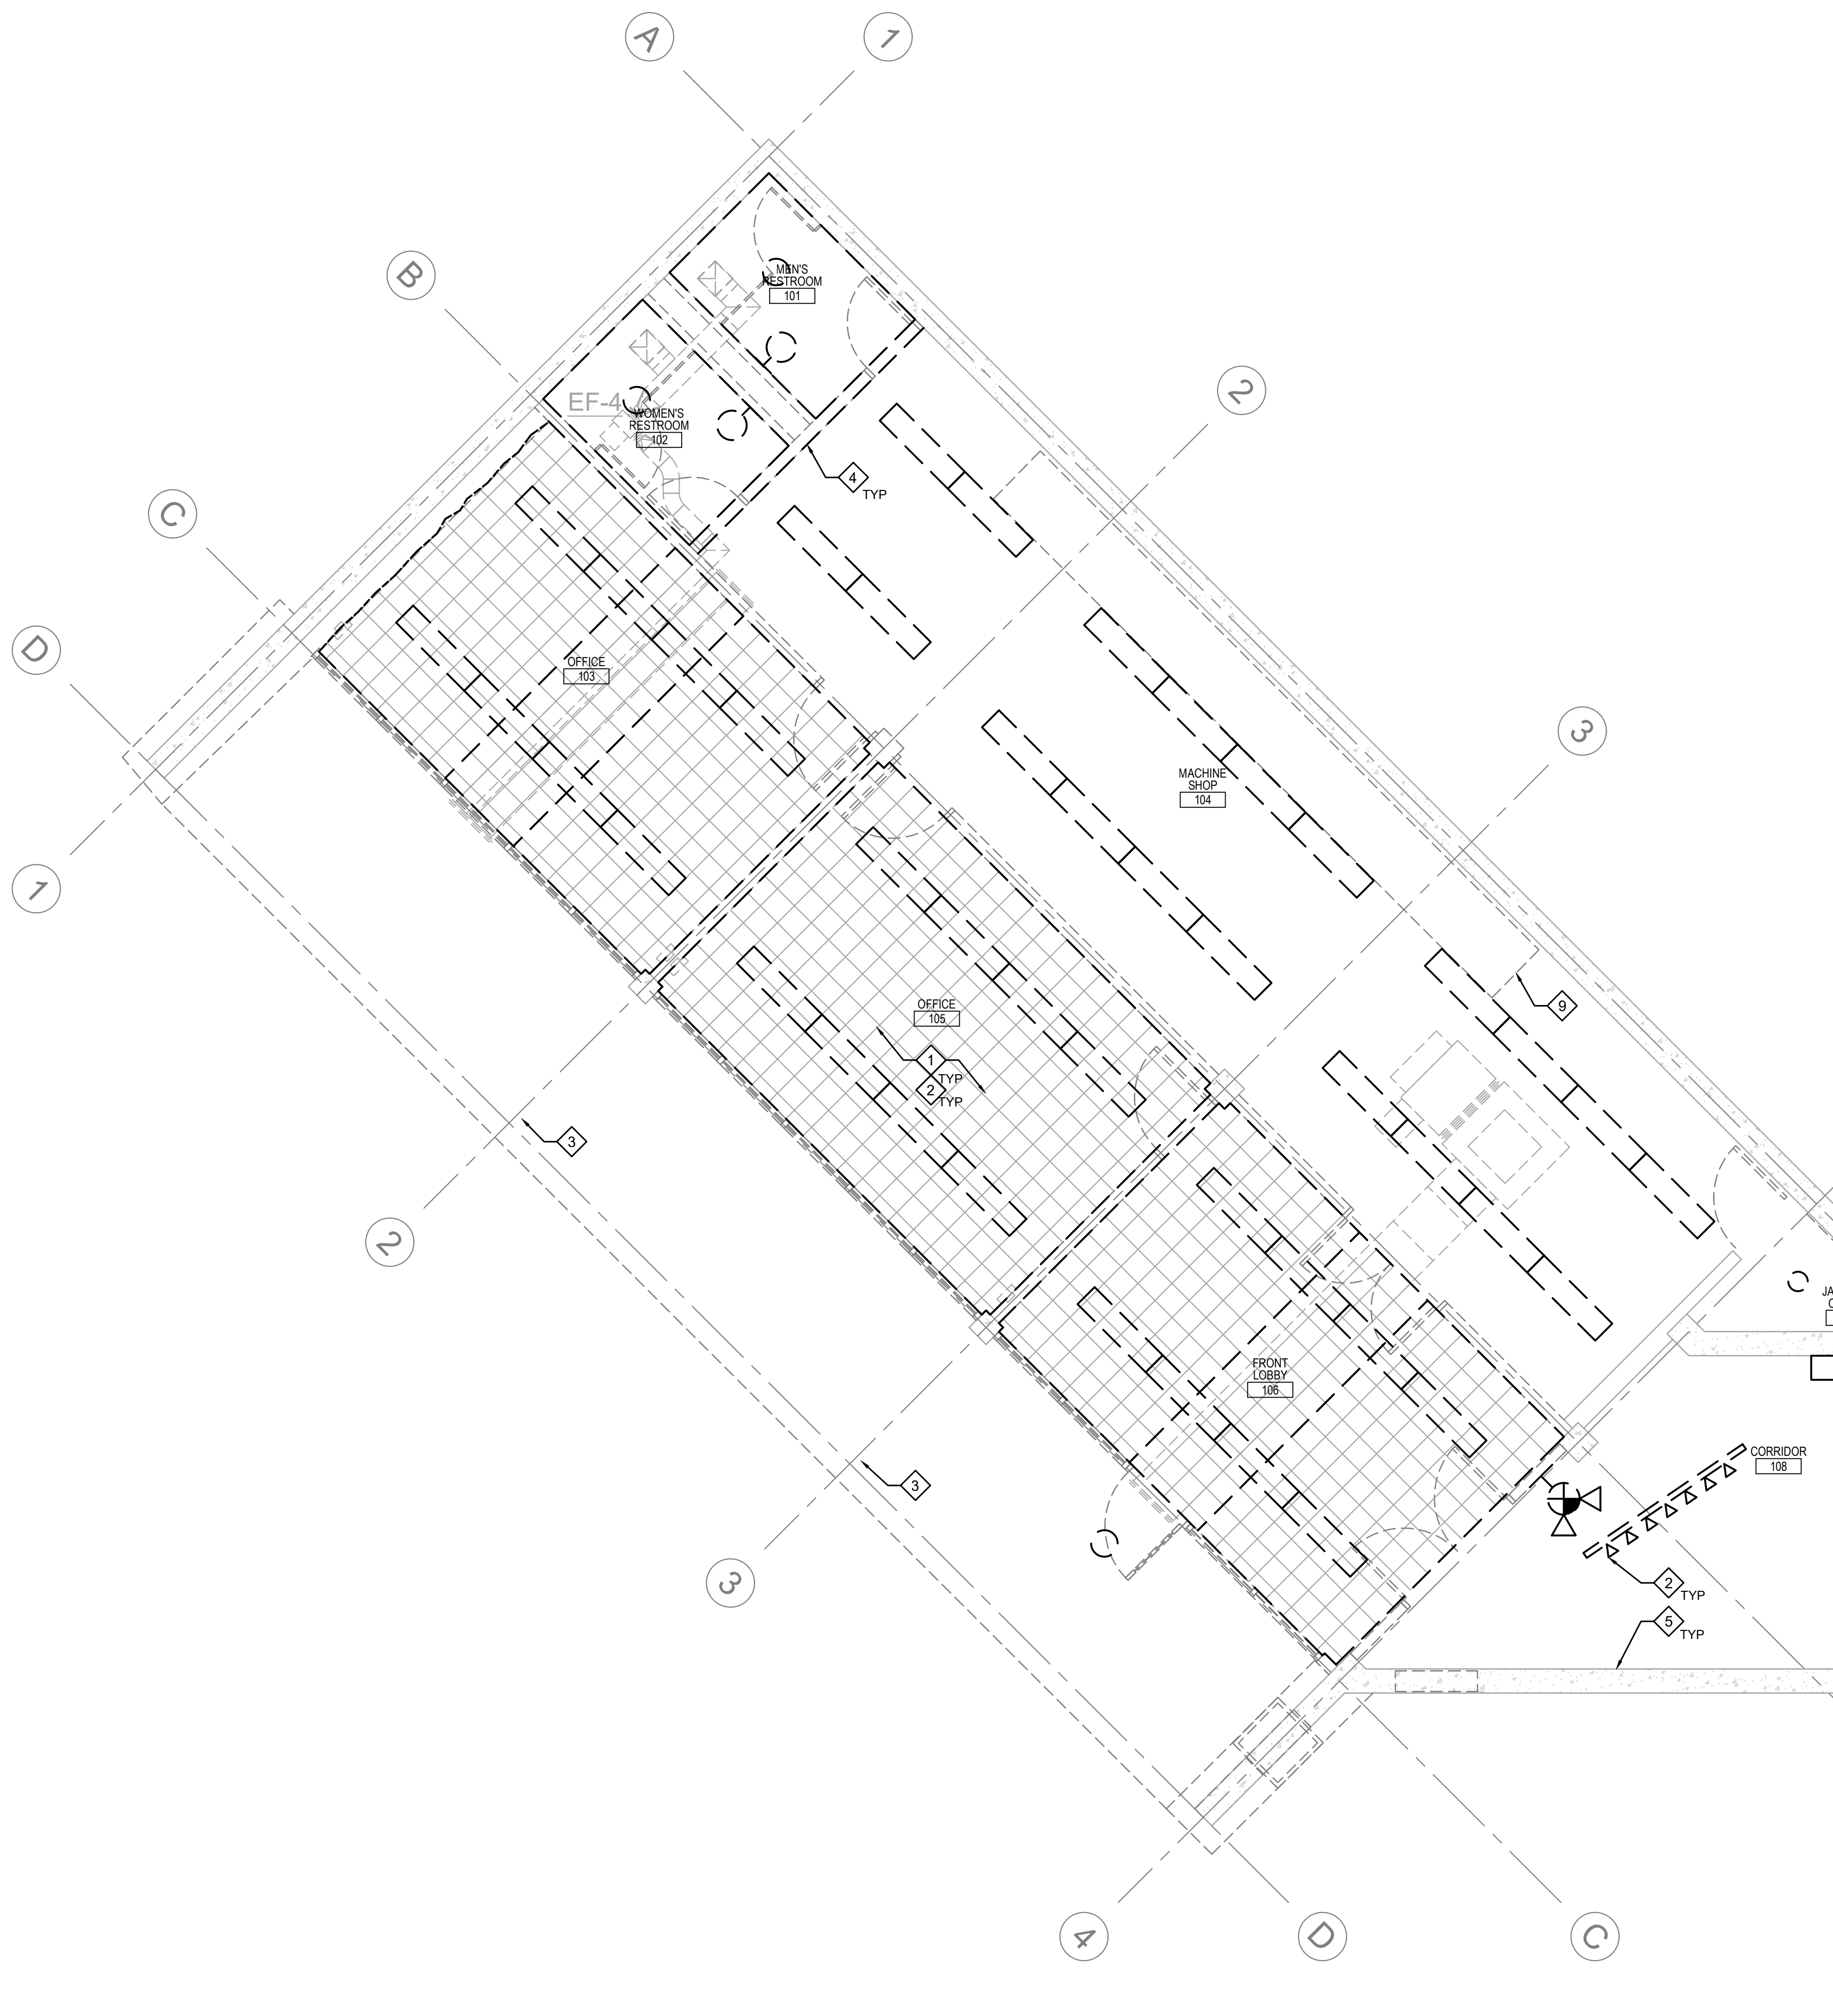 A
1
B
MEN'S
RESTROOM
101
2
EF-4
WOMEN'S
RESTROOM
102
4
TYP
C
D
OFFICE
103
3
MACHINE
SHOP
104
1
OFFICE
105
9
1
TYP
2
TYP
3
2
JA
C
FRONT
LOBBY
106
CORRIDOR
108
3
3
2
TYP
5
TYP
4
D
C